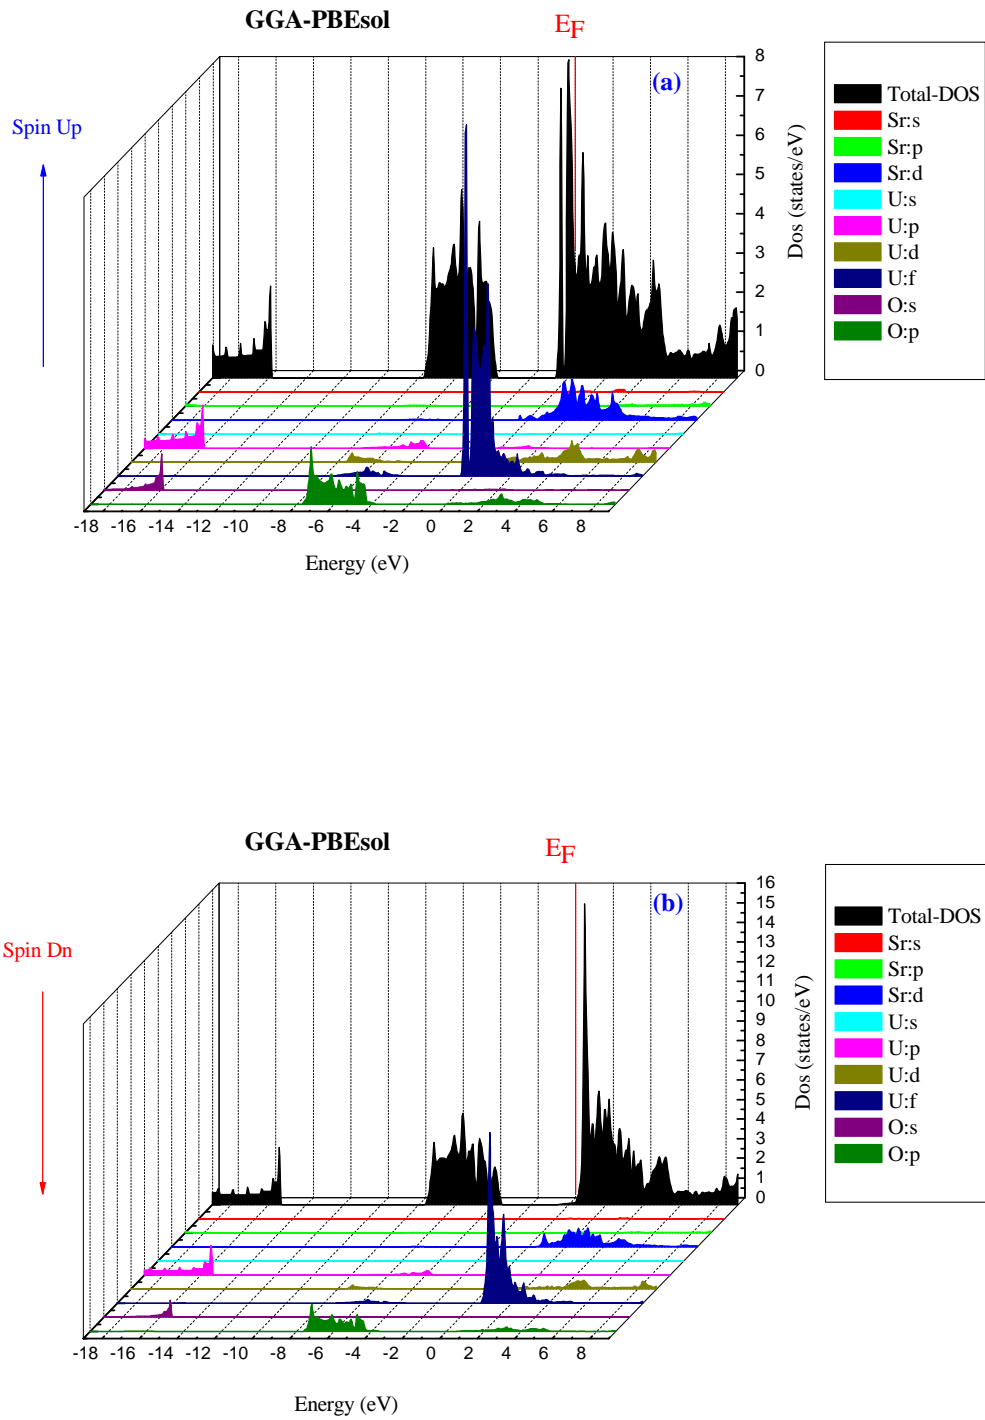 GGA-PBEsol
EF
(a)
Spin Up
8
7
6
5
4
3
2
1
0
Dos (states/eV)
Total-DOS
Sr:s
Sr:p
Sr:d
U:s
U:p
U:d
U:f
O:s
O:p
-18 -16 -14 -12 -10 -8 -6 -4 -2 0 2 4 6 8
Energy (eV)
GGA-PBEsol
EF
(b)
Spin Dn
16
15
14
13
12
11
10
9
8
7
6
5
4
3
2
1
0
Dos (states/eV)
Total-DOS
Sr:s
Sr:p
Sr:d
U:s
U:p
U:d
U:f
O:s
O:p
-18 -16 -14 -12 -10 -8 -6 -4 -2 0 2 4 6 8
Energy (eV)